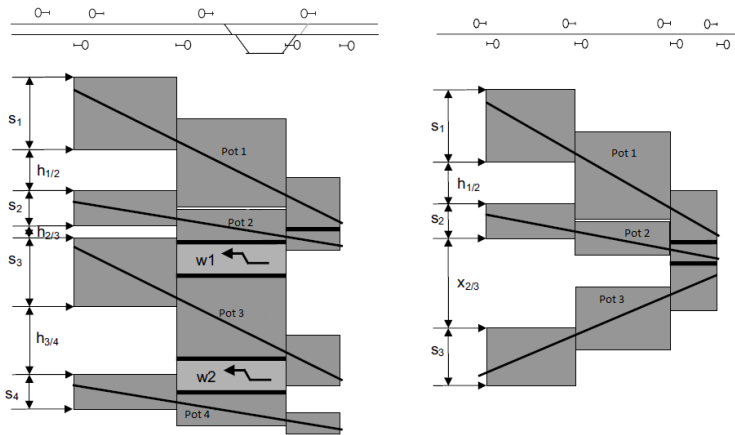 s1
h1/2
s2
h2/3
s3
h3/4
s4
Pot 1
Pot 2
w1
Pot 3
w2
Pot 4
s1
h1/2
s2
x2/3
s3
Pot 1
Pot 2
Pot 3